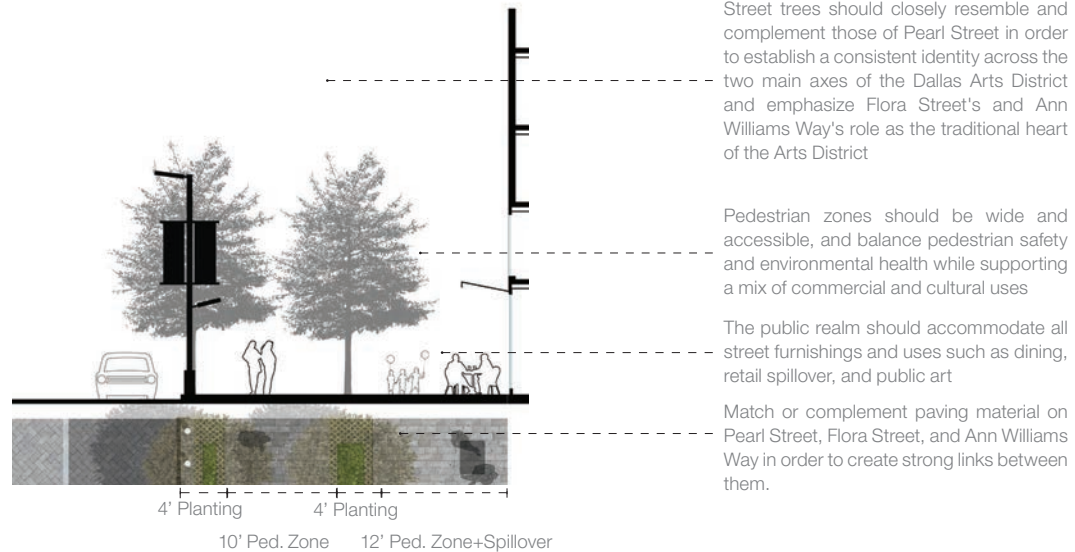 Street trees should closely resemble and
complement those of Pearl Street in order
to establish a consistent identity across the
two main axes of the Dallas Arts District
and emphasize Flora Street's and Ann
Williams Way's role as the traditional heart
of the Arts District
Pedestrian zones should be wide and
accessible, and balance pedestrian safety
and environmental health while supporting
a mix of commercial and cultural uses
The public realm should accommodate all
street furnishings and uses such as dining,
retail spillover, and public art
Match or complement paving material on
Pearl Street, Flora Street, and Ann Williams
Way in order to create strong links between
them.
4' Planting
4' Planting
10' Ped. Zone
12' Ped. Zone+Spillover